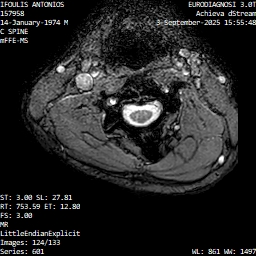 IFOULIS ANTONIOS
157958
14-January-1974 M
C SPINE
mFFE-MS
EURODIAGNOSI 3.0T
Achieva dStream
3-September-2025 15:55:48
ST: 3.00 SL: 27.81
RT: 753.59 ET: 12.80
FS: 3.00
MR
LittleEndianExplicit
Images: 124/133
Series: 601
WL: 861 WW: 1497